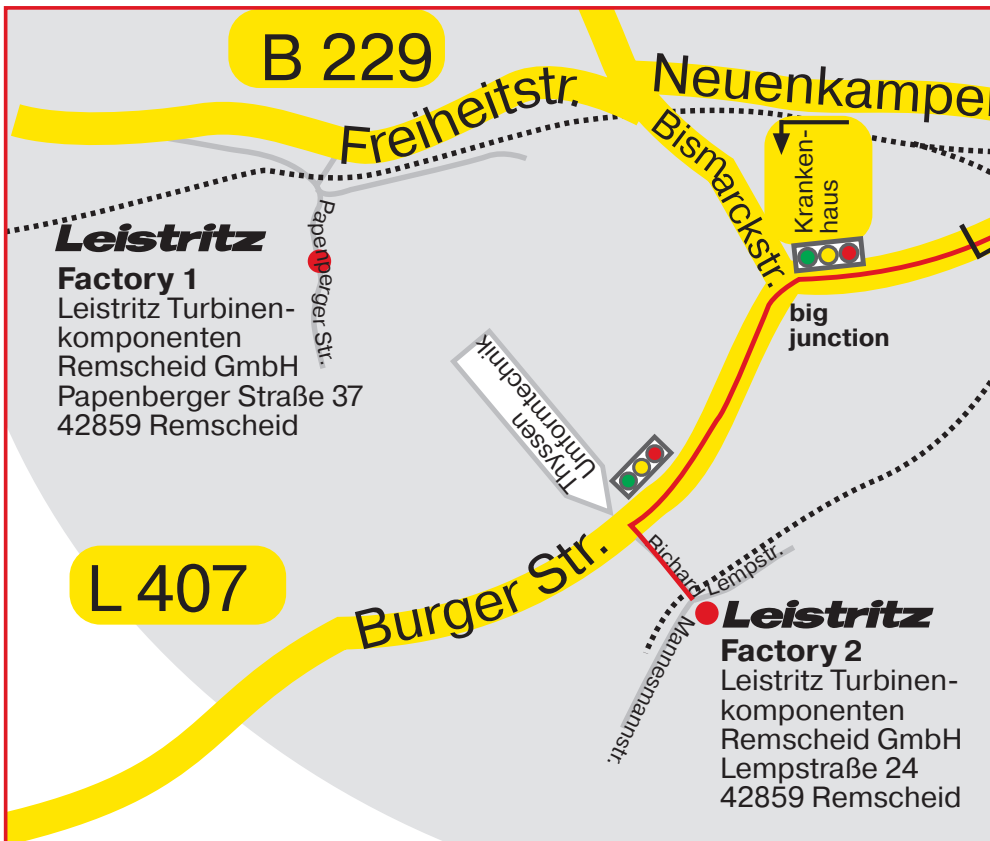 B 229
Neuenkamper
Freiheitstr.
Bismarckstr.
Kranken-
haus
Leistritz
Factory 1
Leistritz Turbinen-
komponenten
Remscheid GmbH
Papenberger Straße 37
42859 Remscheid
Papenperger Str.
big
junction
Thyssen
Umformtechnik
L 407
Burger Str.
Richard-Lempstr.
Mannesmannstr.
Leistritz
Factory 2
Leistritz Turbinen-
komponenten
Remscheid GmbH
Lempstraße 24
42859 Remscheid